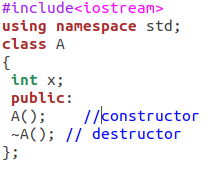 #include<iostream>
using namespace std;
class A
{
 int x;
 public:
 A();    //constructor
 ~A(); // destructor
};